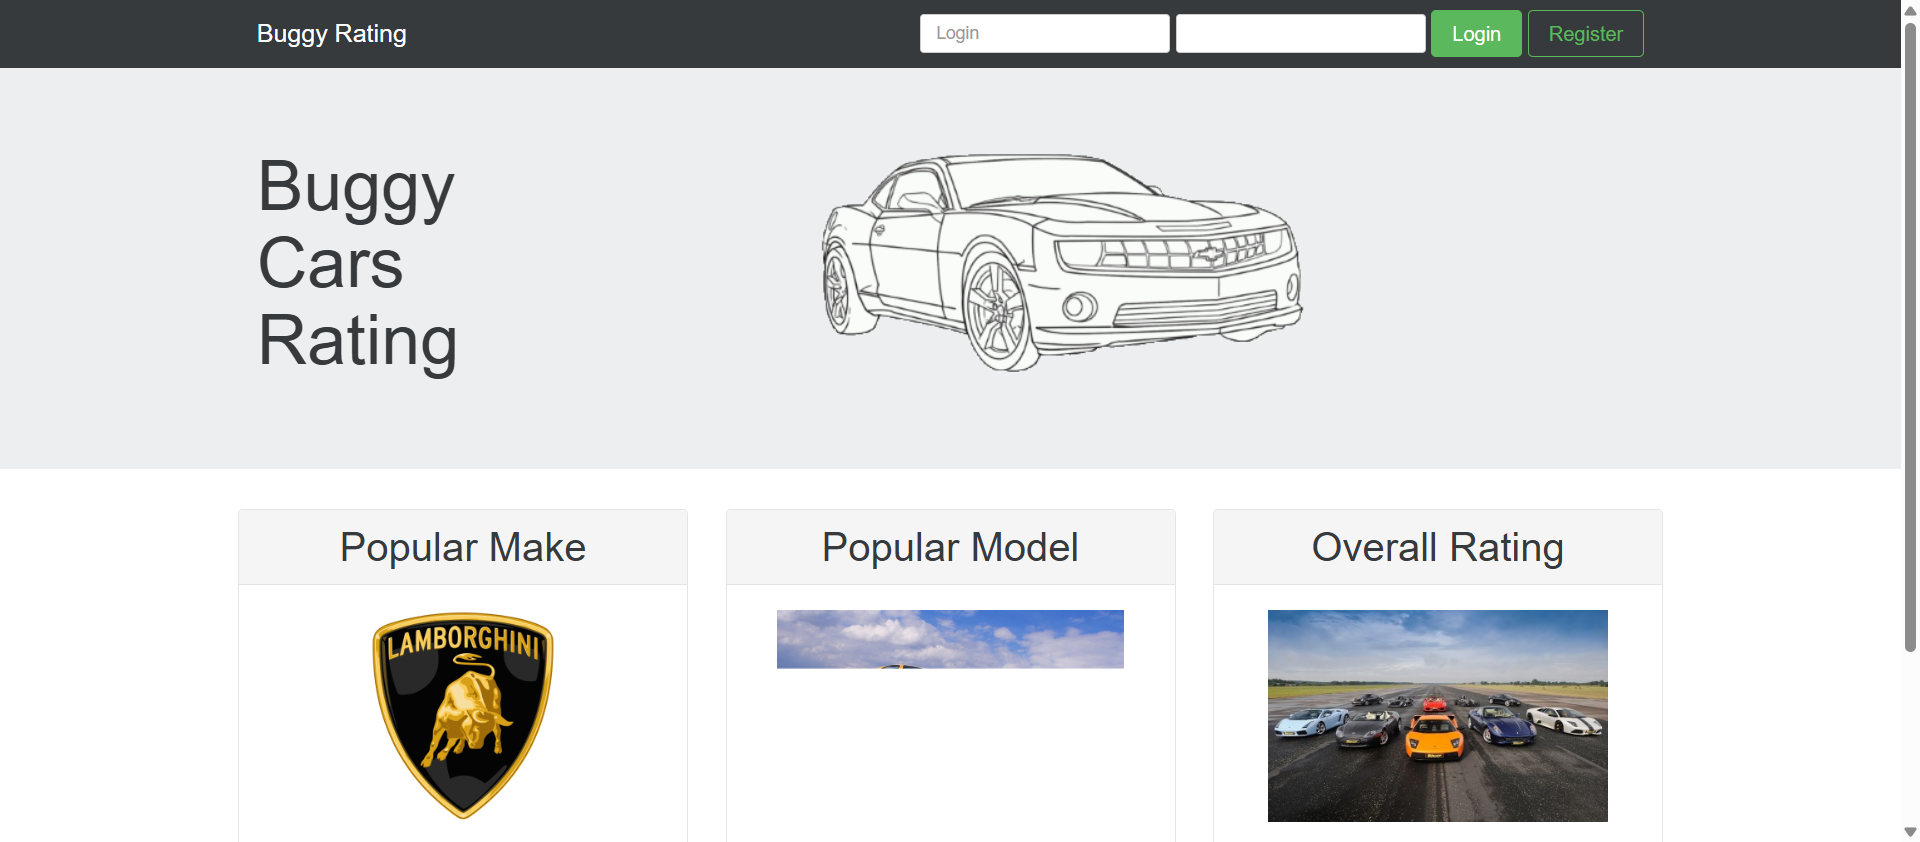 Buggy Rating
Login
Login
Register
Buggy
Cars
Rating
Popular Make
Popular Model
Overall Rating
LAMBORGHINI